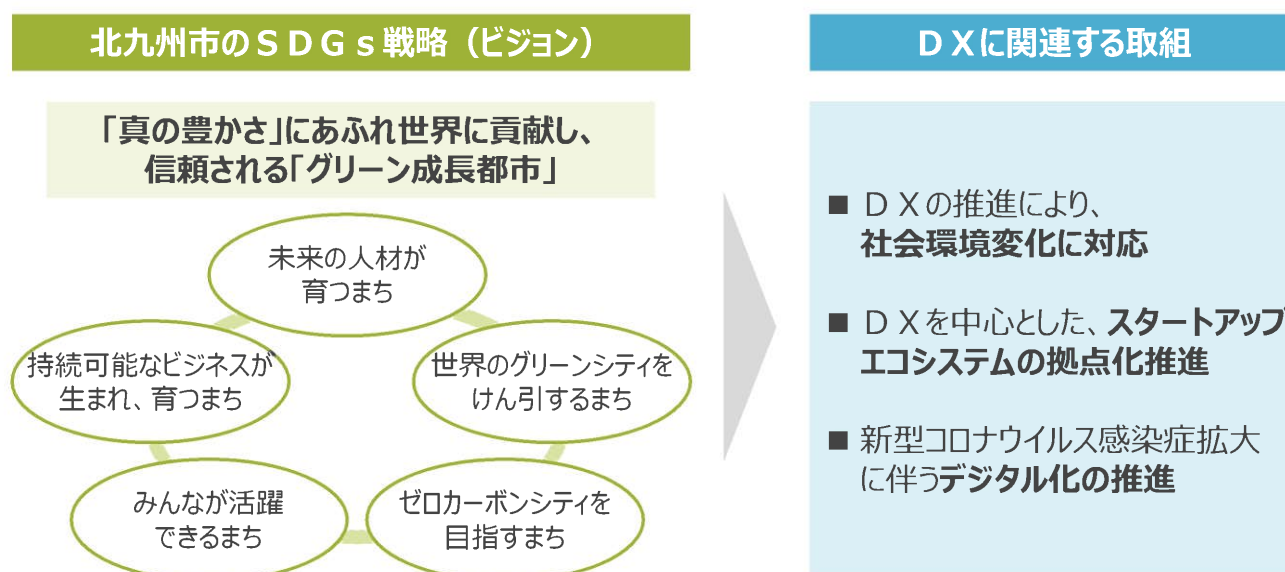 北九州市のＳＤＧｓ戦略（ビジョン）
「真の豊かさ」にあふれ世界に貢献し、
信頼される「グリーン成長都市」
未来の人材が
育つまち
持続可能なビジネスが
生まれ、育つまち
世界のグリーンシティを
けん引するまち
みんなが活躍
できるまち
ゼロカーボンシティを
目指すまち
ＤＸに関連する取組
■ ＤＸの推進により、
社会環境変化に対応
■ ＤＸを中心とした、スタートアップ
エコシステムの拠点化推進
■ 新型コロナウイルス感染症拡大
に伴うデジタル化の推進